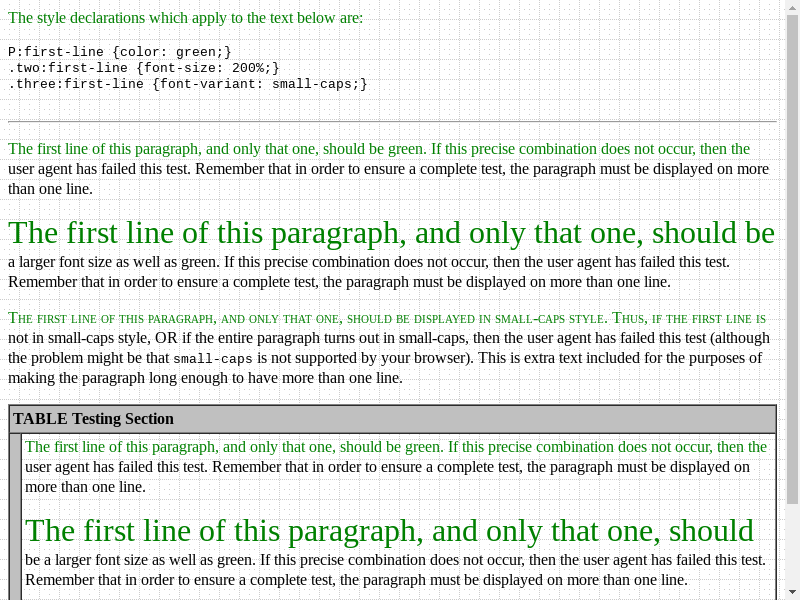 The style declarations which apply to the text below are:
P:first-line {color: green;}
.two:first-line {font-size: 200%;}
.three:first-line {font-variant: small-caps;}
The first line of this paragraph, and only that one, should be green. If this precise combination does not occur, then the
user agent has failed this test. Remember that in order to ensure a complete test, the paragraph must be displayed on more
than one line.
The first line of this paragraph, and only that one, should be
a larger font size as well as green. If this precise combination does not occur, then the user agent has failed this test.
Remember that in order to ensure a complete test, the paragraph must be displayed on more than one line.
The first line of this paragraph, and only that one, should be displayed in small-caps style. Thus, if the first line is
not in small-caps style, OR if the entire paragraph turns out in small-caps, then the user agent has failed this test (although
the problem might be that small-caps is not supported by your browser). This is extra text included for the purposes of
making the paragraph long enough to have more than one line.
TABLE Testing Section
The first line of this paragraph, and only that one, should be green. If this precise combination does not occur, then the
user agent has failed this test. Remember that in order to ensure a complete test, the paragraph must be displayed on
more than one line.
The first line of this paragraph, and only that one, should
be a larger font size as well as green. If this precise combination does not occur, then the user agent has failed this test.
Remember that in order to ensure a complete test, the paragraph must be displayed on more than one line.